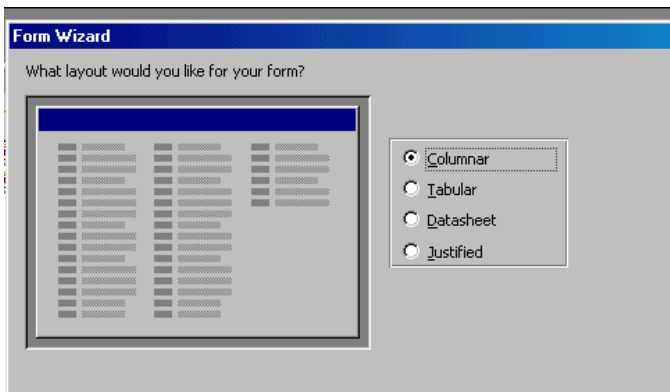 Form Wizard
What layout would you like for your form?
Columnar
Tabular
Datasheet
Justified